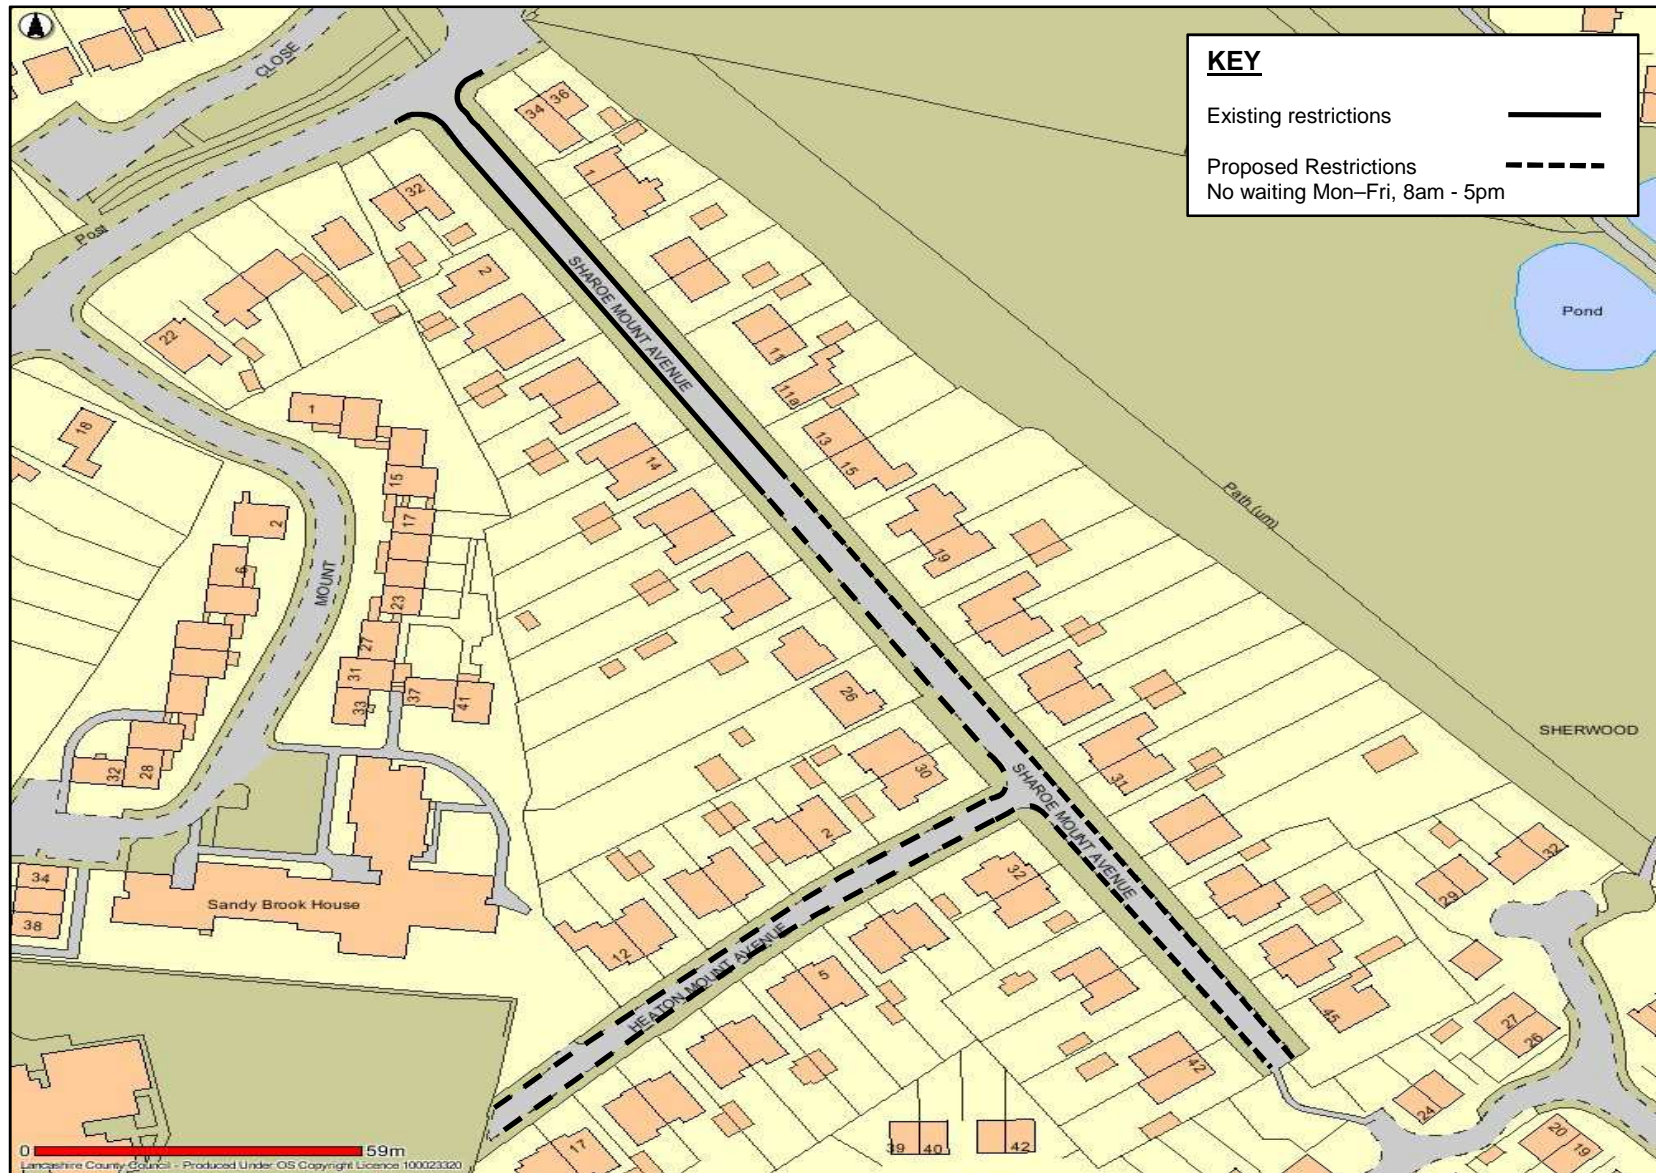 KEY
Existing restrictions
Proposed Restrictions
No waiting Mon–Fri, 8am - 5pm
CLOSE
34
36
1
32
Post
2
22
SHAROE MOUNT AVENUE
11
11a
Pond
1
18
14
13
15
15
2
17
19
Path (um)
6
MOUNT
23
27
31
33
37
41
26
SHERWOOD
32
28
30
31
SHAROE MOUNT AVENUE
2
32
34
38
Sandy Brook House
32
29
12
HEATON MOUNT AVENUE
5
45
27
26
42
24
17
39
40
42
20
19
0
59m
Lancashire County Council - Produced Under OS Copyright Licence 100023320